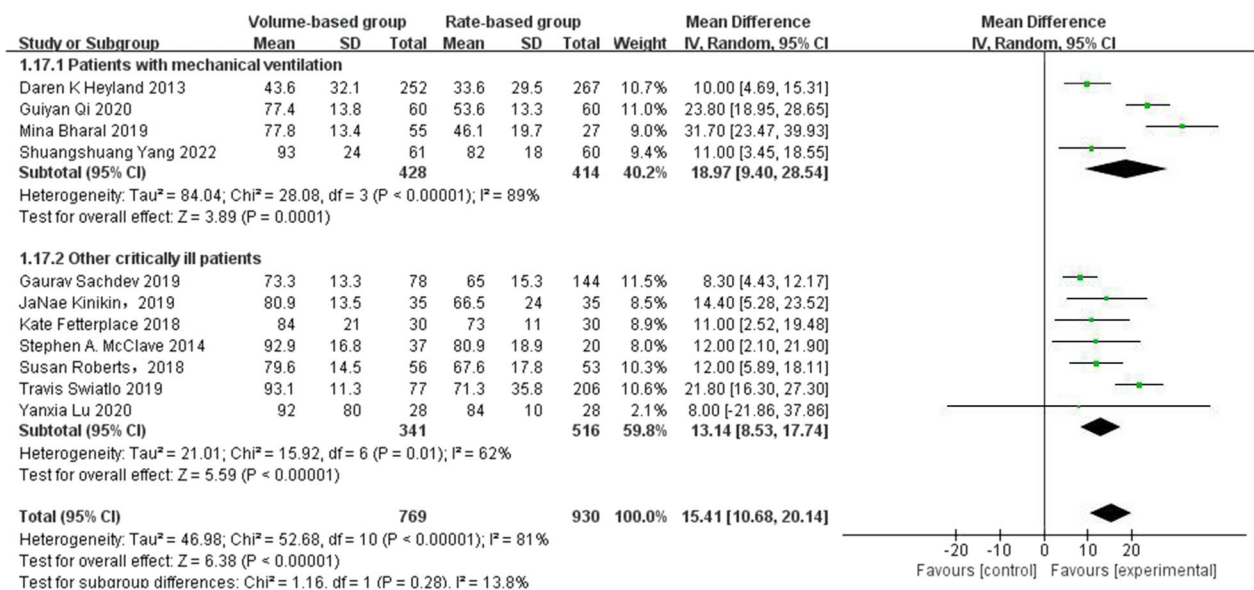 Volume-based group Rate-based group Mean Difference Mean Difference
Study or Subgroup Mean SD Total Mean SD Total Weight IV, Random, 95% CI IV, Random, 95% CI
1.17.1 Patients with mechanical ventilation
Daren K Heyland 2013 43.6 32.1 252 33.6 29.5 267 10.7% 10.00 [4.69, 15.31]
Guiyan Qi 2020 77.4 13.8 60 53.6 13.3 60 11.0% 23.80 [18.95, 28.65]
Mina Bharal 2019 77.8 13.4 55 46.1 19.7 27 9.0% 31.70 [23.47, 39.93]
Shuangshuang Yang 2022 93 24 61 82 18 60 9.4% 11.00 [3.45, 18.55]
Subtotal (95% CI) 428 414 40.2% 18.97 [9.40, 28.54]
Heterogeneity: Tau² = 84.04; Chi² = 28.08, df = 3 (P < 0.00001); I² = 89%
Test for overall effect: Z = 3.89 (P = 0.0001)
1.17.2 Other critically ill patients
Gaurav Sachdev 2019 73.3 13.3 78 65 15.3 144 11.5% 8.30 [4.43, 12.17]
JaNae Kinikin，2019 80.9 13.5 35 66.5 24 35 8.5% 14.40 [5.28, 23.52]
Kate Fetterplace 2018 84 21 30 73 11 30 8.9% 11.00 [2.52, 19.48]
Stephen A. McClave 2014 92.9 16.8 37 80.9 18.9 20 8.0% 12.00 [2.10, 21.90]
Susan Roberts，2018 79.6 14.5 56 67.6 17.8 53 10.3% 12.00 [5.89, 18.11]
Travis Swiatlo 2019 93.1 11.3 77 71.3 35.8 206 10.6% 21.80 [16.30, 27.30]
Yanxia Lu 2020 92 80 28 84 10 28 2.1% 8.00 [-21.86, 37.86]
Subtotal (95% CI) 341 516 59.8% 13.14 [8.53, 17.74]
Heterogeneity: Tau² = 21.01; Chi² = 15.92, df = 6 (P = 0.01); I² = 62%
Test for overall effect: Z = 5.59 (P < 0.00001)
Total (95% CI) 769 930 100.0% 15.41 [10.68, 20.14]
Heterogeneity: Tau² = 46.98; Chi² = 52.68, df = 10 (P < 0.00001); I² = 81%
Test for overall effect: Z = 6.38 (P < 0.00001)
Test for subgroup differences: Chi² = 1.16, df = 1 (P = 0.28), I² = 13.8%
-20 -10 0 10 20
Favours [control] Favours [experimental]